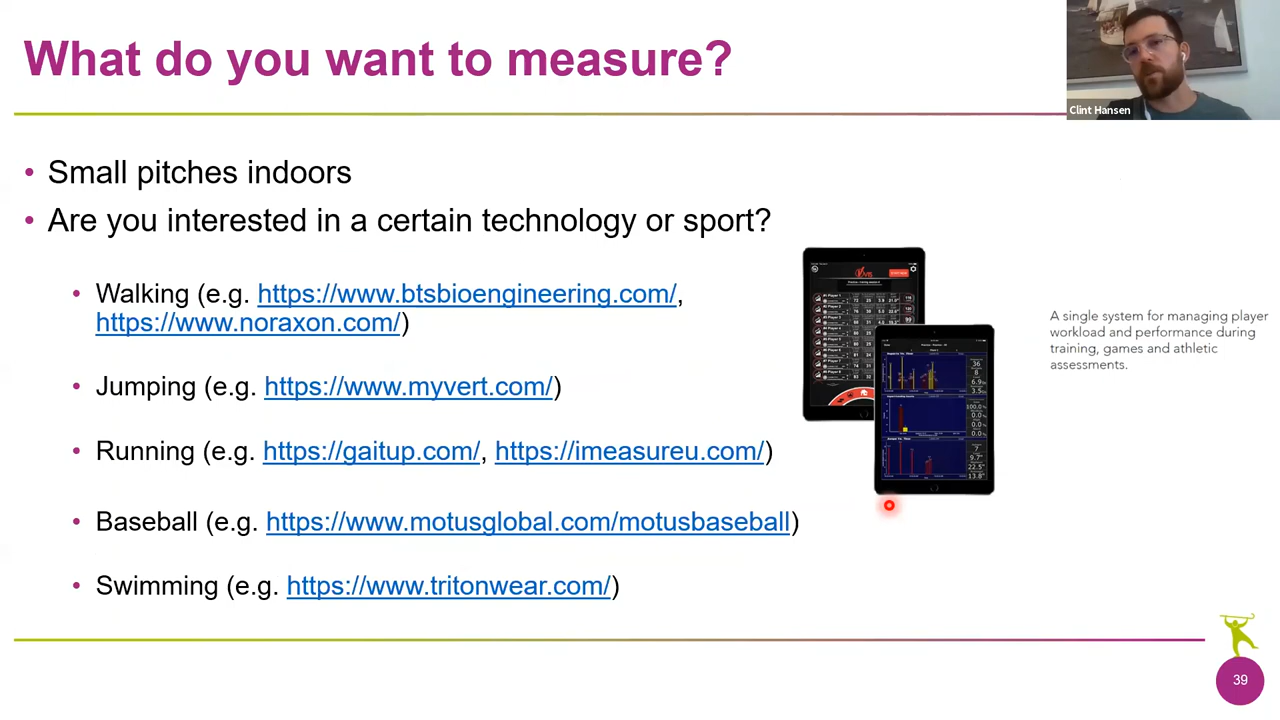 What do you want to measure?
Clint Hansen
• Small pitches indoors
• Are you interested in a certain technology or sport?
• Walking (e.g. https://www.btsbioengineering.com/,
https://www.noraxon.com/)
• Jumping (e.g. https://www.myvert.com/)
• Running (e.g. https://gaitup.com/, https://imeasureu.com/)
• Baseball (e.g. https://www.motusglobal.com/motusbaseball)
• Swimming (e.g. https://www.tritonwear.com/)
A single system for managing player
workload and performance during
training, games and athletic
assessments.
39